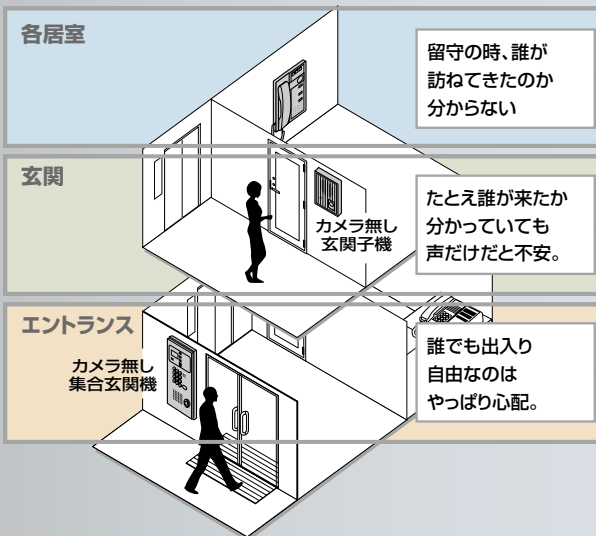 各居室
留守の時、誰が
訪ねてきたのか
分からない
玄関
カメラ無し
玄関子機
たとえ誰が来たか
分かっていても
声だけだと不安。
エントランス
カメラ無し
集合玄関機
誰でも出入り
自由なのは
やっぱり心配。